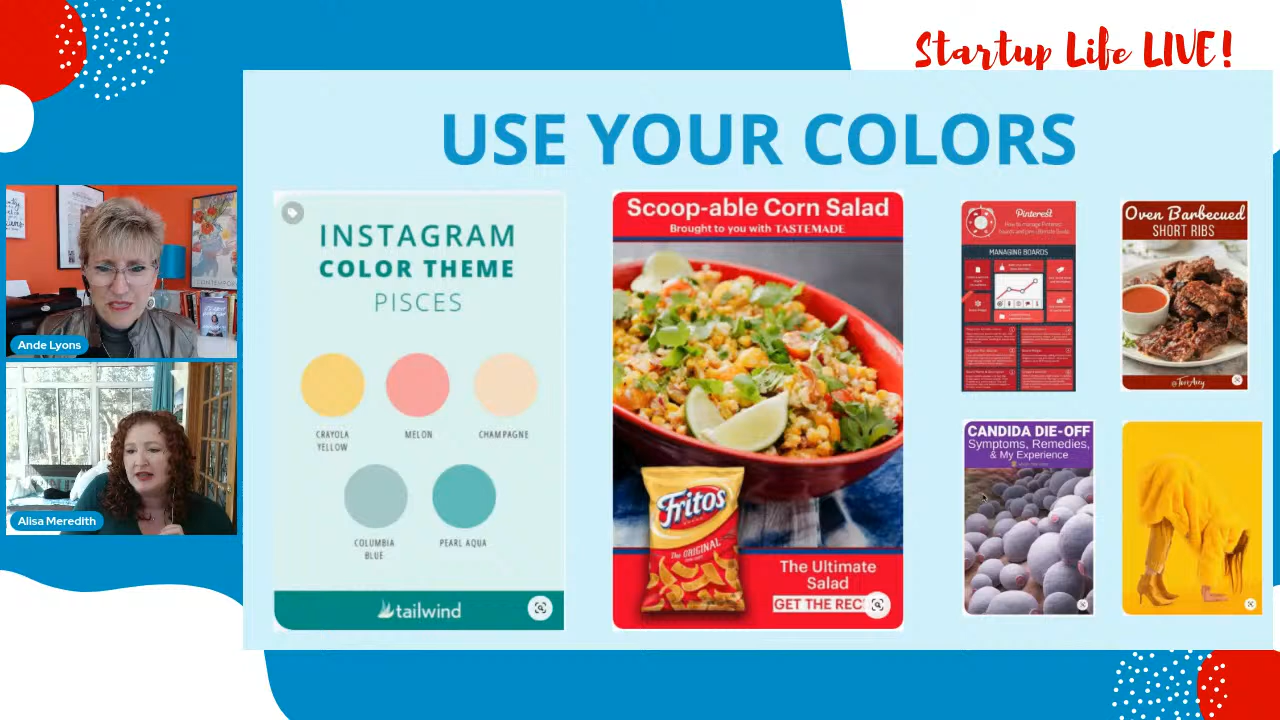 Startup Life LIVE!
USE YOUR COLORS
INSTAGRAM
COLOR THEME
PISCES
CRAYOLA
YELLOW
MELON
CHAMPAGNE
COLUMBIA
BLUE
PEARL AQUA
tailwind
Scoop-able Corn Salad
Brought to you with TASTEMADE
Fritos
The ORIGINAL
The Ultimate
Salad
GET THE REC
Pinterest
MANAGING BOARDS
Oven Barbecued
SHORT RIBS
CANDIDA DIE-OFF
Symptoms, Remedies,
& My Experience
Ande Lyons
Alisa Meredith